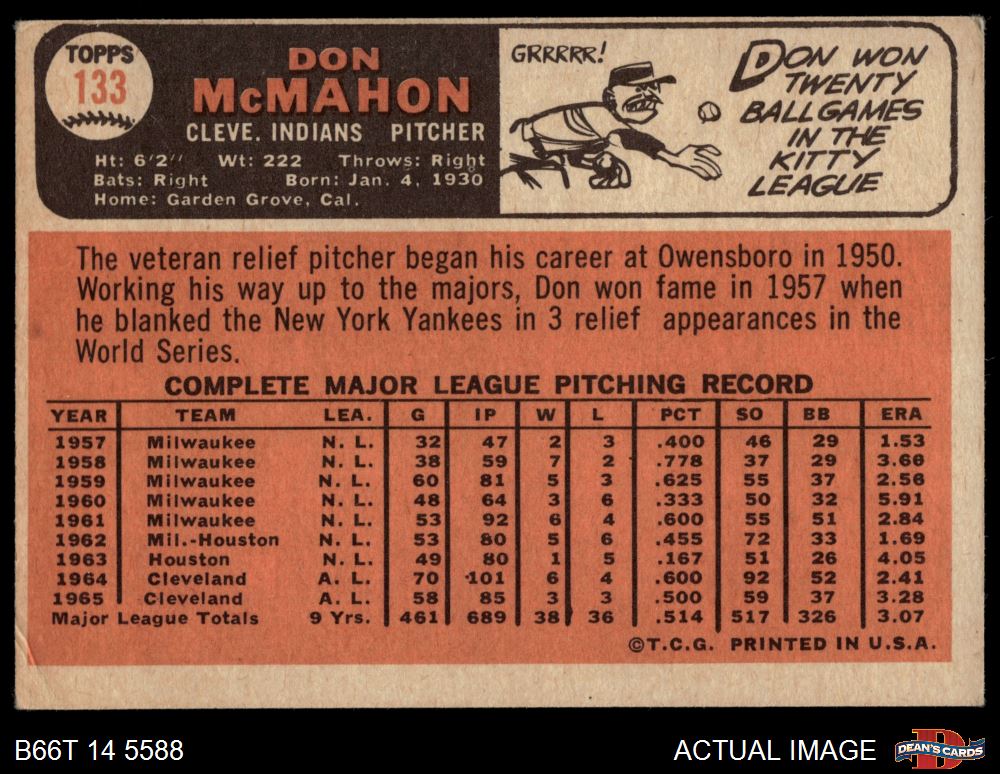 TOPPS
133
DON
McMAHON
CLEVE. INDIANS PITCHER
Ht: 6'2" Wt: 222 Throws: Right
Bats: Right Born: Jan. 4, 1930
Home: Garden Grove, Cal.
GRRRRR!
DON WON
TWENTY
BALLGAMES
IN THE
KITTY
LEAGUE
The veteran relief pitcher began his career at Owensboro in 1950.
Working his way up to the majors, Don won fame in 1957 when
he blanked the New York Yankees in 3 relief appearances in the
World Series.
COMPLETE MAJOR LEAGUE PITCHING RECORD
YEAR TEAM LEA. G IP W L PCT SO BB ERA
1957 Milwaukee N. L. 32 47 2 3 .400 46 29 1.53
1958 Milwaukee N. L. 38 59 7 2 .778 37 29 3.66
1959 Milwaukee N. L. 60 81 5 3 .625 55 37 2.56
1960 Milwaukee N. L. 48 64 3 6 .333 50 32 5.91
1961 Milwaukee N. L. 53 92 6 4 .600 55 51 2.84
1962 Mil.-Houston N. L. 53 80 5 6 .455 72 33 1.69
1963 Houston N. L. 49 80 1 5 .167 51 26 4.05
1964 Cleveland A. L. 70 101 6 4 .600 92 52 2.41
1965 Cleveland A. L. 58 85 3 3 .500 59 37 3.28
Major League Totals 9 Yrs. 461 689 38 36 .514 517 326 3.07
©T.C.G. PRINTED IN U.S.A.
B66T 14 5588
ACTUAL IMAGE
DEAN'S CARDS